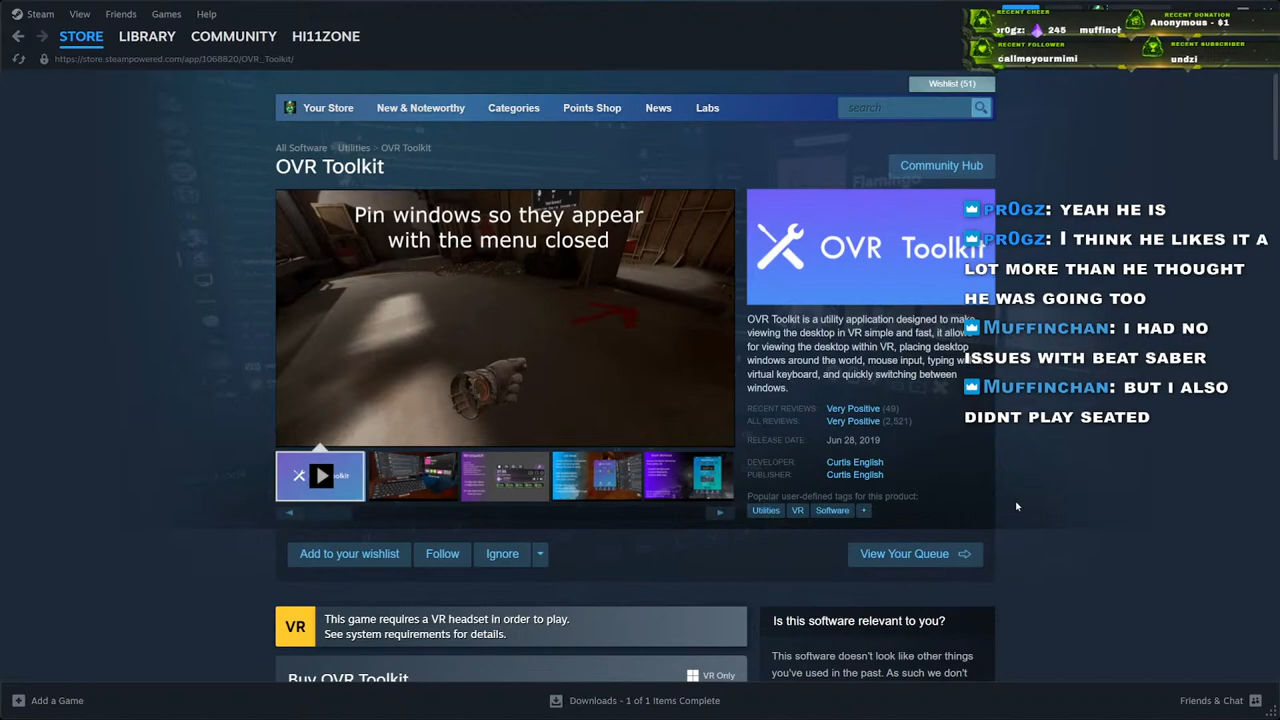 Steam View Friends Games Help
STORE LIBRARY COMMUNITY HI11ZONE
https://store.steampowered.com/app/1068820/OVR_Toolkit/
RECENT CHEER
pr0gz: 245 muffinch
RECENT DONATION
Anonymous - $1
RECENT FOLLOWER
callmeyourmimi
RECENT SUBSCRIBER
undzi
Wishlist (51)
Your Store New & Noteworthy Categories Points Shop News Labs search
All Software > Utilities > OVR Toolkit
OVR Toolkit
Community Hub
Pin windows so they appear
with the menu closed
OVR Toolkit
OVR Toolkit is a utility application designed to make
viewing the desktop in VR simple and fast, it allows
for viewing the desktop within VR, placing desktop
windows around the world, mouse input, typing
virtual keyboard, and quickly switching between
windows.
RECENT REVIEWS: Very Positive (49)
ALL REVIEWS: Very Positive (2,521)
RELEASE DATE: Jun 28, 2019
DEVELOPER: Curtis English
PUBLISHER: Curtis English
Popular user-defined tags for this product:
Utilities VR Software +
PR0GZ: YEAH HE IS
PR0GZ: I THINK HE LIKES IT A
LOT MORE THAN HE THOUGHT
HE WAS GOING TOO
MUFFINCHAN: I HAD NO
ISSUES WITH BEAT SABER
MUFFINCHAN: BUT I ALSO
DIDNT PLAY SEATED
Add to your wishlist Follow Ignore View Your Queue
VR
This game requires a VR headset in order to play.
See system requirements for details.
Is this software relevant to you?
This software doesn't look like other things
you've used in the past. As such we don't
Buy OVR Toolkit
VR Only
Add a Game Downloads - 1 of 1 Items Complete Friends & Chat